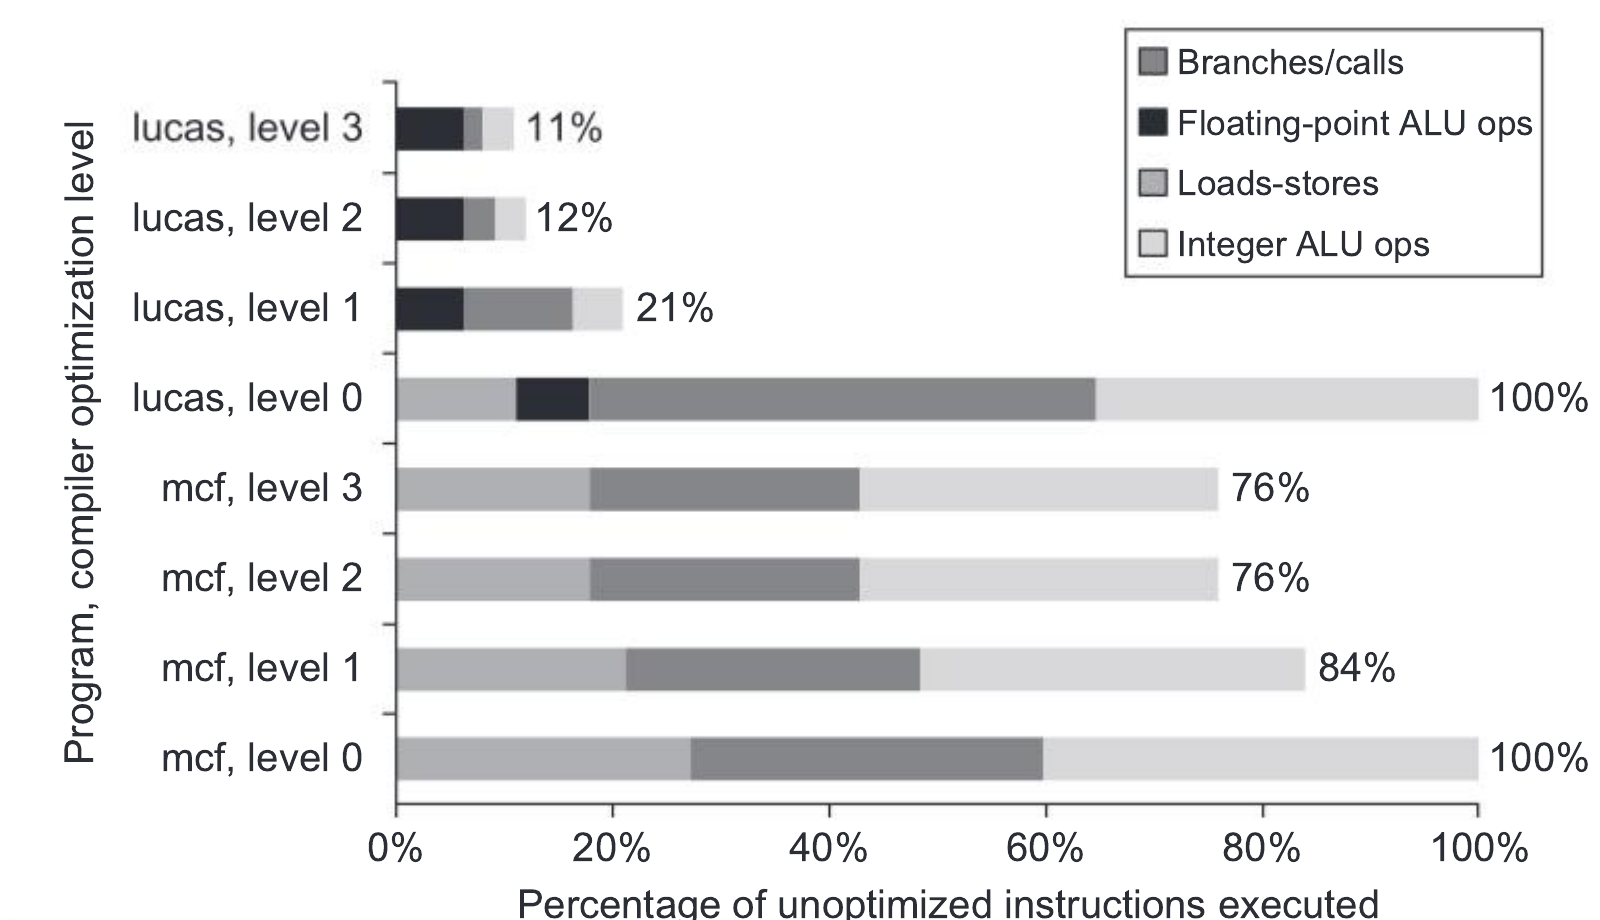 Branches/calls
Floating-point ALU ops
Loads-stores
Integer ALU ops
Program, compiler optimization level
lucas, level 3 11%
lucas, level 2 12%
lucas, level 1 21%
lucas, level 0 100%
mcf, level 3 76%
mcf, level 2 76%
mcf, level 1 84%
mcf, level 0 100%
0% 20% 40% 60% 80% 100%
Percentage of unoptimized instructions executed